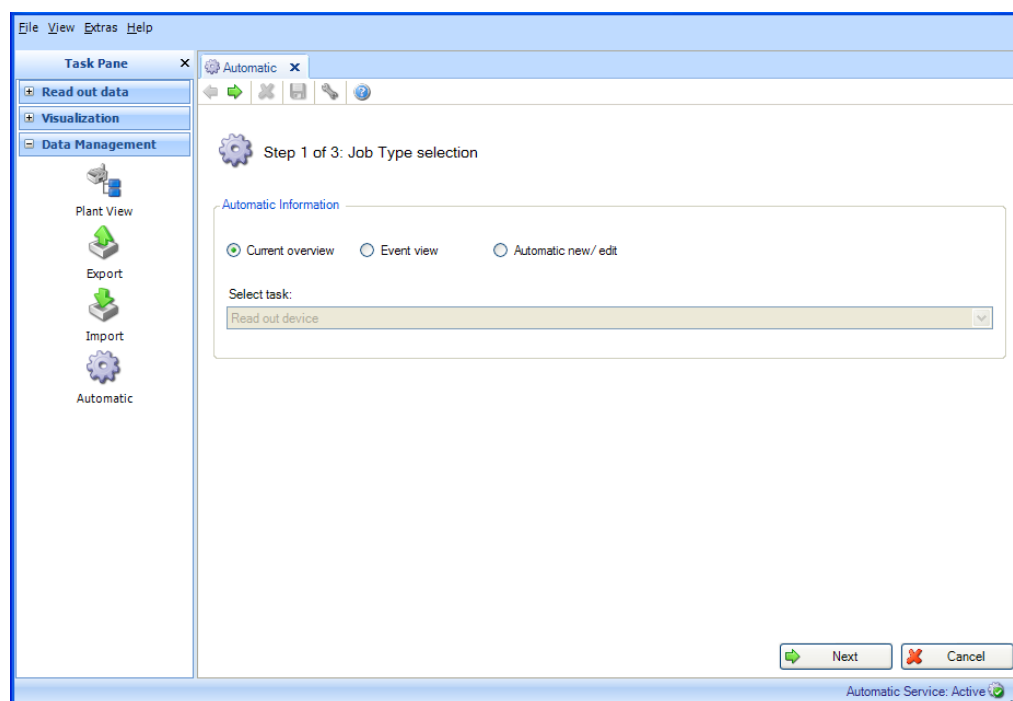 File View Extras Help
Task Pane
Automatic
Read out data
Visualization
Data Management
Plant View
Export
Import
Automatic
Step 1 of 3: Job Type selection
Automatic Information
Current overview Event view Automatic new/ edit
Select task:
Read out device
Next Cancel
Automatic Service: Active